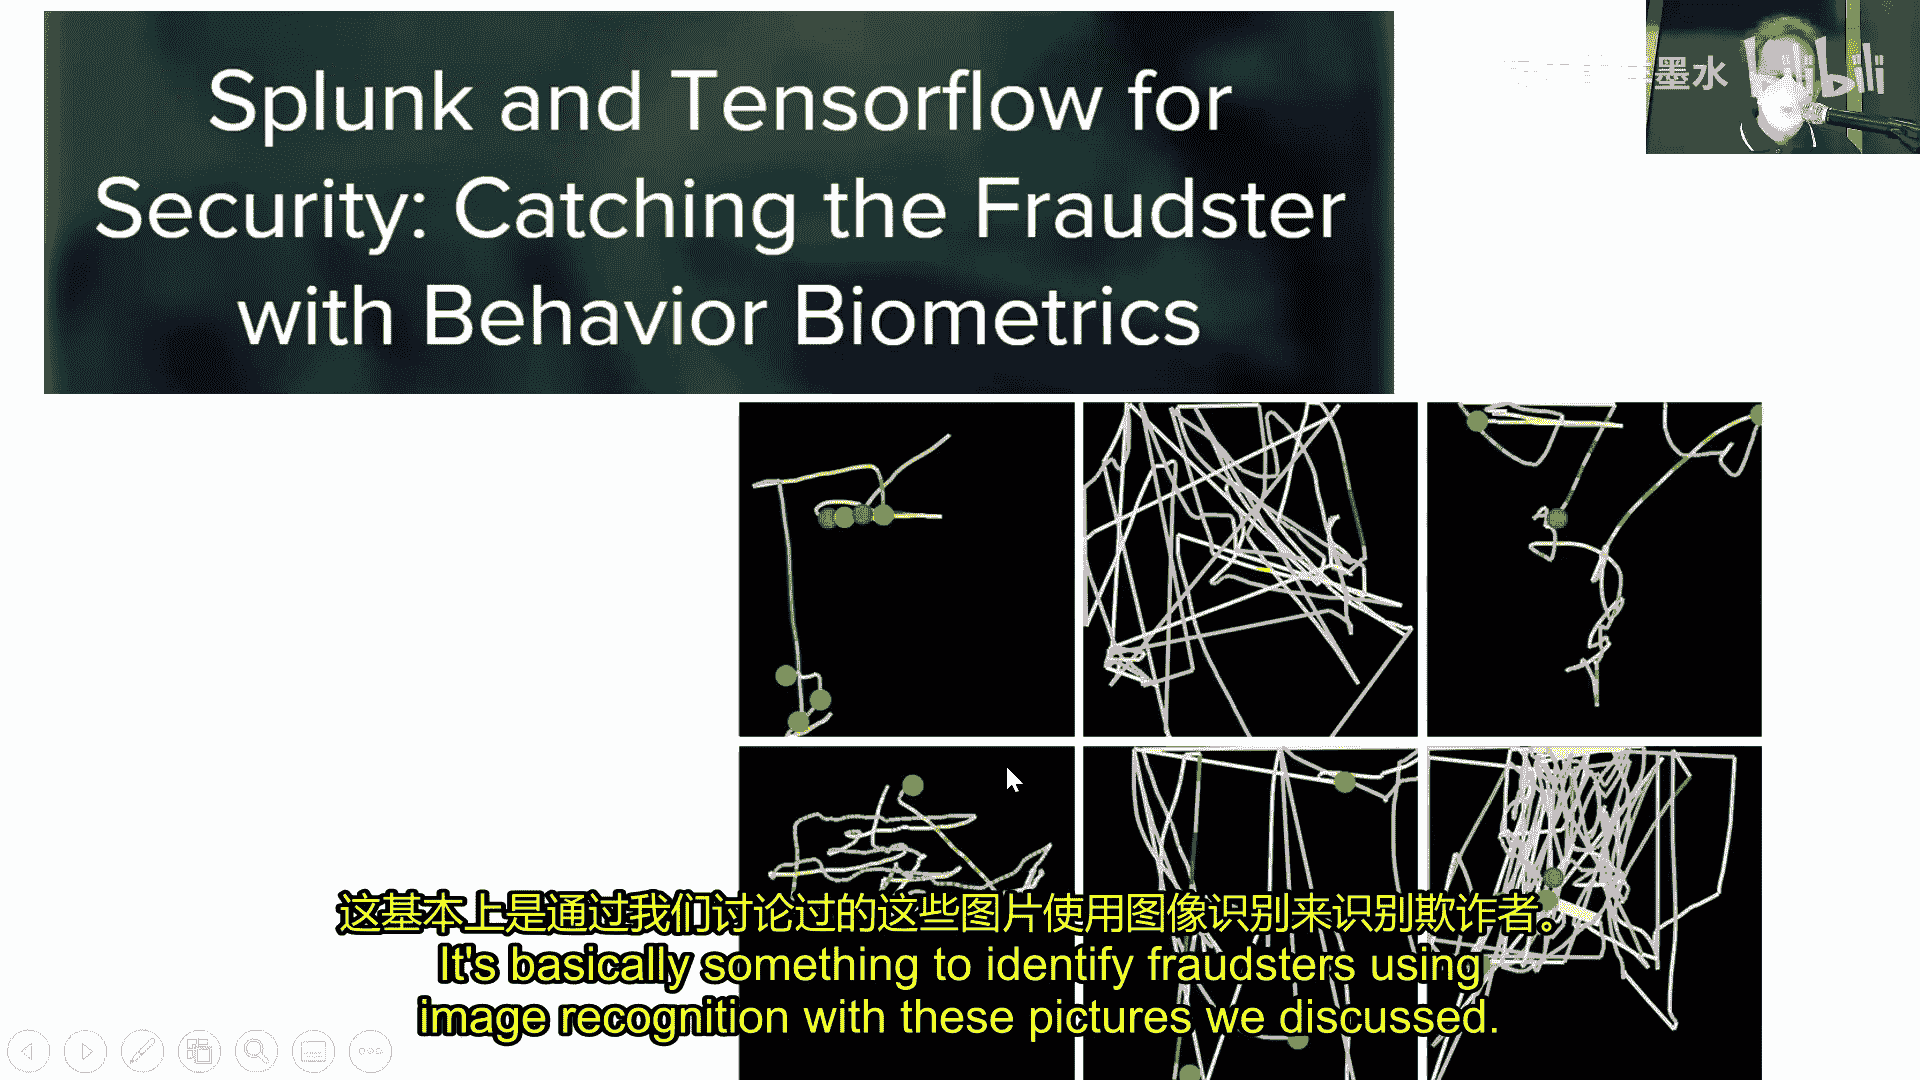 Splunk and Tensorflow for
Security: Catching the Fraudster
with Behavior Biometrics
墨水 bilibili
这基本上是通过我们讨论过的这些图片使用图像识别来识别欺诈者。
It's basically something to identify fraudsters using
image recognition with these pictures we discussed.